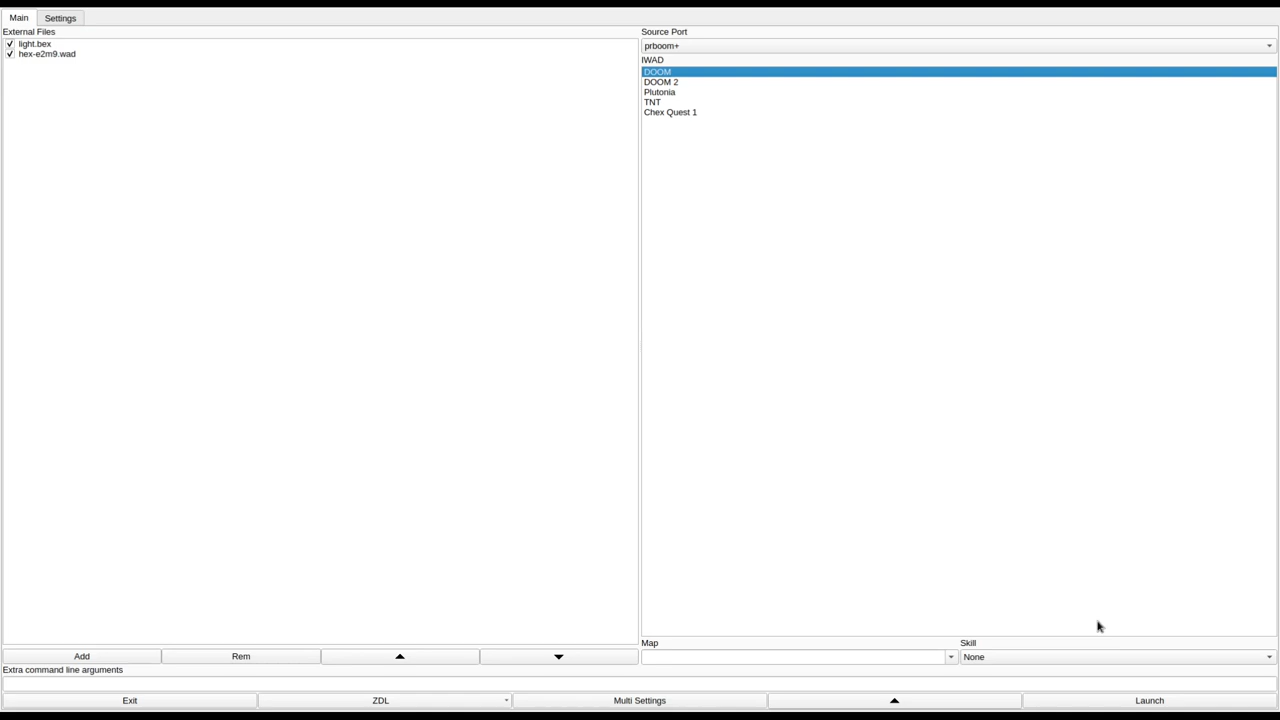 Main Settings
External Files
light.bex
hex-e2m9.wad
Source Port
prboom+
IWAD
DOOM
DOOM 2
Plutonia
TNT
Chex Quest 1
Add Rem
Map Skill
None
Extra command line arguments
Exit ZDL Multi Settings Launch